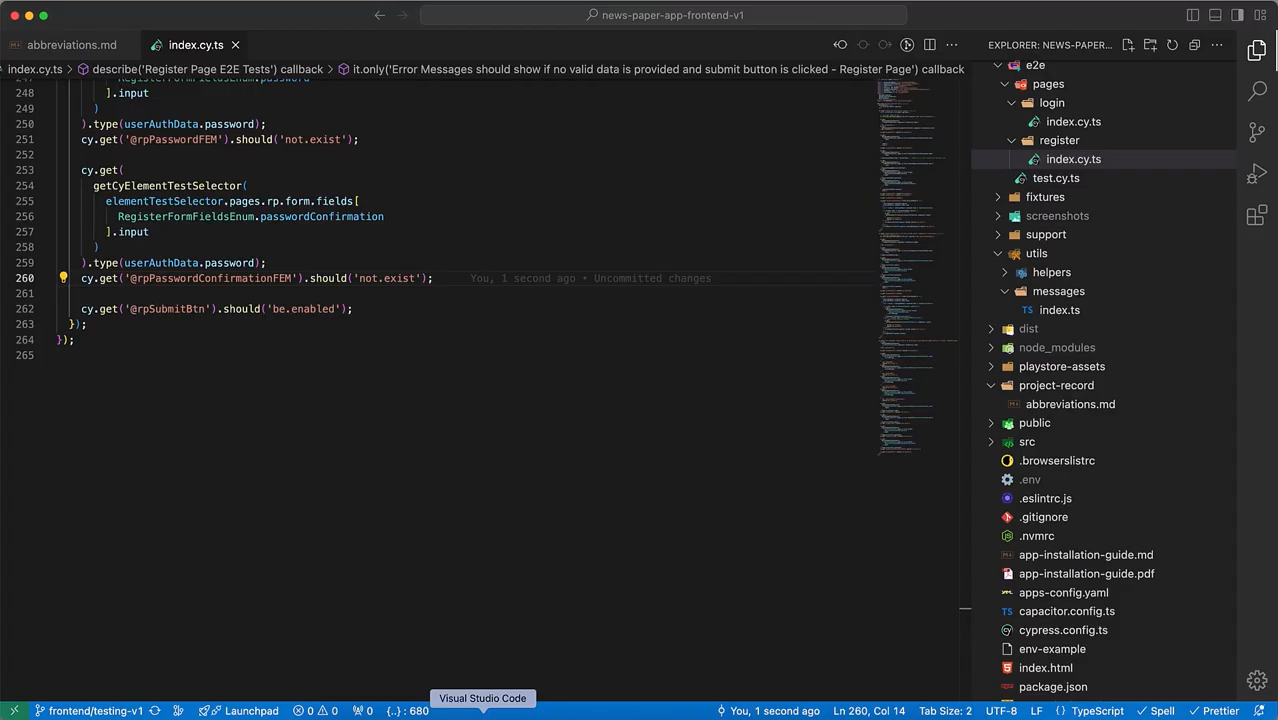 news-paper-app-frontend-v1
abbreviations.md
index.cy.ts
EXPLORER: NEWS-PAPER...
index.cy.ts > describe('Register Page E2E Tests') callback > it.only('Error Messages should show if no valid data is provided and submit button is clicked - Register Page') callback
247 RegisterFormFieldsEnum.password
248 ].input
249 )
250 ).type(userAuthData.password);
251 cy.get('@rpPasswordFEM').should('not.exist');
252
253 cy.get(
254 getCyElementTestSelector(
255 elementTestSelectors.pages.rp.formFields[
256 RegisterFormFieldsEnum.passwordConfirmation
257 ].input
258 )
259 ).type(userAuthData.password);
cy.get('@rpPasswordConfirmationFEM').should('not.exist'); You, 1 second ago • Uncommitted changes
261
262 cy.get('@rpSubmit .should('be.enabled');
263 });
264 });
265
e2e
pages
login
index.cy.ts
register
index.cy.ts
test.cy.ts
fixtures
screens
support
utils
helpers
messages
index.ts
dist
node_modules
playstore-assets
project-record
abbreviations.md
public
src
.browserslistrc
.env
.eslintrc.js
.gitignore
.nvmrc
app-installation-guide.md
app-installation-guide.pdf
apps-config.yaml
capacitor.config.ts
cypress.config.ts
env-example
index.html
package.json
Visual Studio Code
frontend/testing-v1
Launchpad
0
0
0
{..} : 680
You, 1 second ago
Ln 260, Col 14
Tab Size: 2
UTF-8
LF
{ } TypeScript
Spell
Prettier